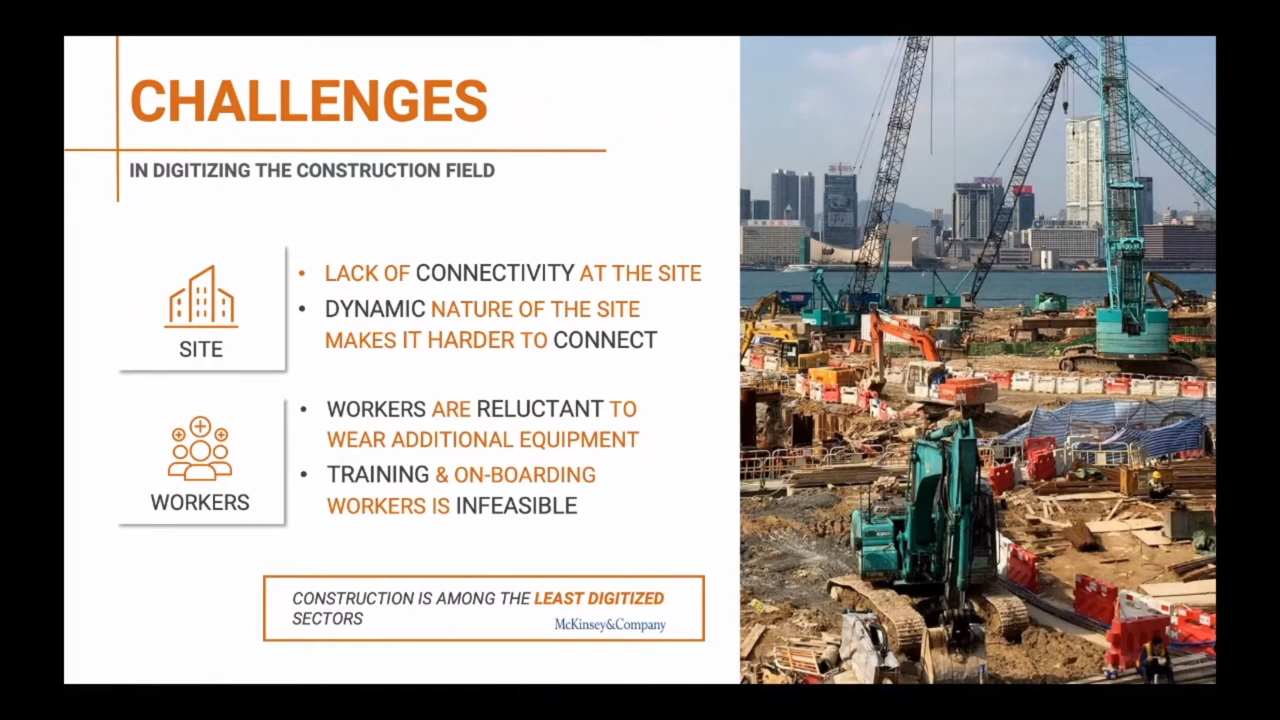 CHALLENGES
IN DIGITIZING THE CONSTRUCTION FIELD
SITE
• LACK OF CONNECTIVITY AT THE SITE
• DYNAMIC NATURE OF THE SITE
MAKES IT HARDER TO CONNECT
WORKERS
• WORKERS ARE RELUCTANT TO
WEAR ADDITIONAL EQUIPMENT
• TRAINING & ON-BOARDING
WORKERS IS INFEASIBLE
CONSTRUCTION IS AMONG THE LEAST DIGITIZED
SECTORS
McKinsey&Company